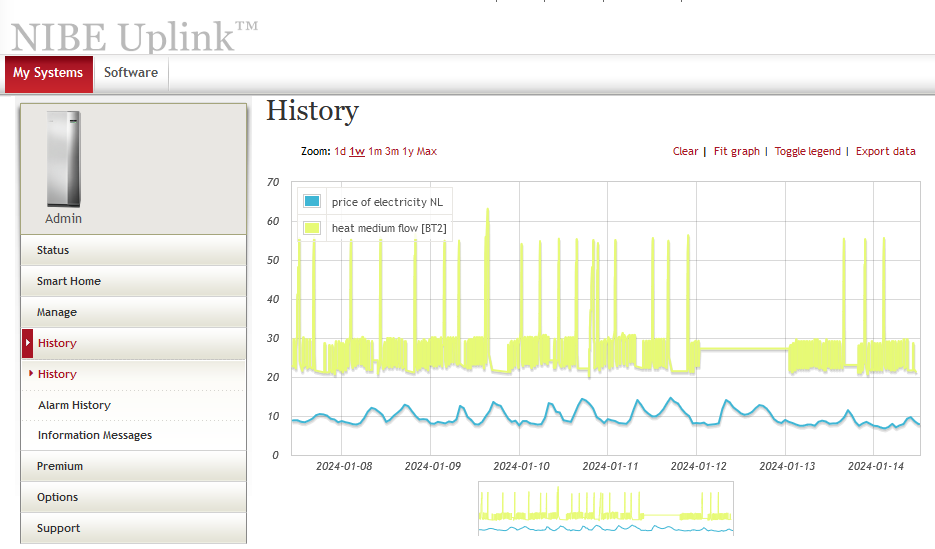 NIBE Uplink™
My Systems Software
Admin
Status
Smart Home
Manage
History
History
Alarm History
Information Messages
Premium
Options
Support
History
Zoom: 1d 1w 1m 3m 1y Max
Clear | Fit graph | Toggle legend | Export data
price of electricity NL
heat medium flow [BT2]
70
60
50
40
30
20
10
0
2024-01-08 2024-01-09 2024-01-10 2024-01-11 2024-01-12 2024-01-13 2024-01-14